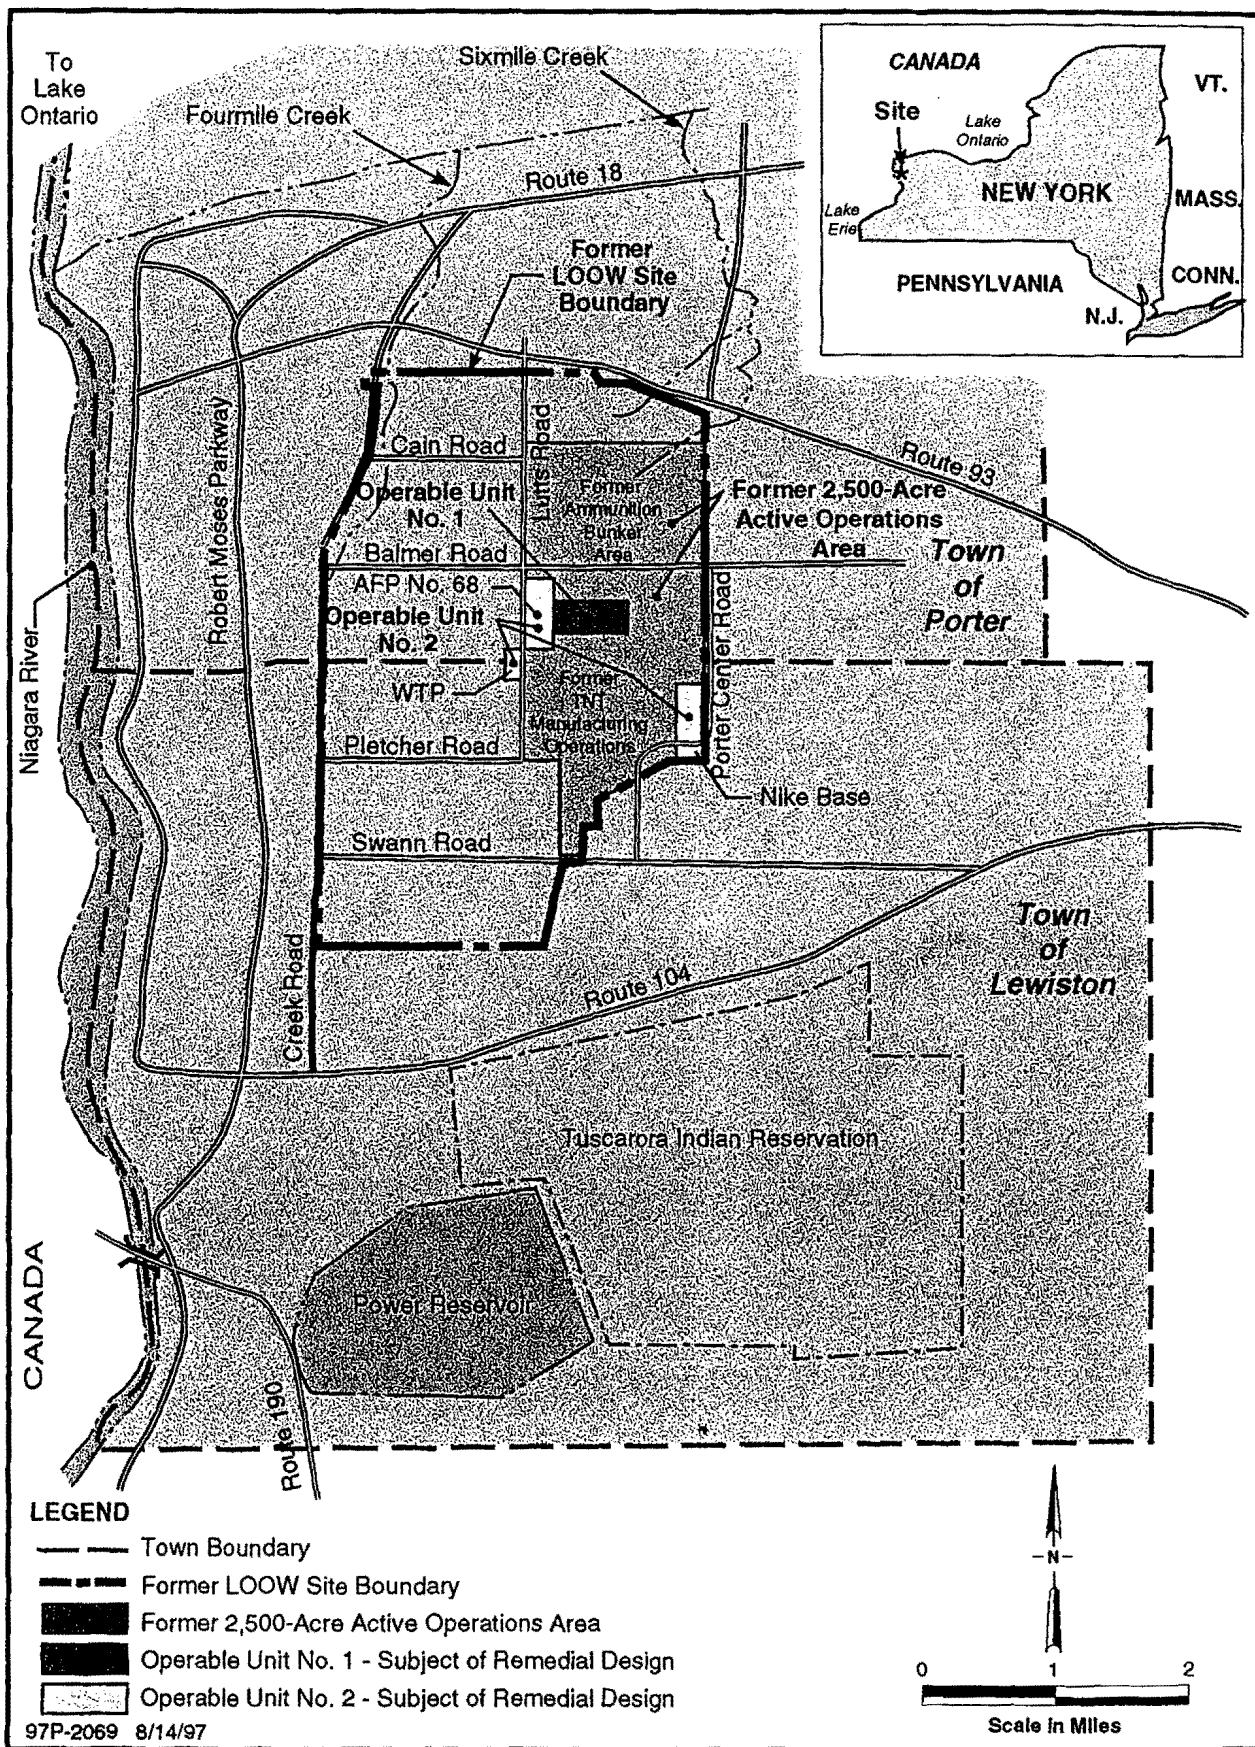 To
Lake
Ontario
Sixmile Creek
Fourmile Creek
Route 18
CANADA
VT.
Site
Lake
Ontario
NEW YORK
MASS.
Lake
Erie
PENNSYLVANIA
CONN.
N.J.
Former
LOOW Site
Boundary
Robert Moses Parkway
Cain Road
Lutts Road
Route 93
Operable Unit
No. 1
Former
Ammunition
Bunker
Area
Former 2,500-Acre
Active Operations
Area
Balmer Road
Town
of
Porter
AFP No. 68
Operable Unit
No. 2
Porter Center Road
Niagara River
WTP
Former
TNT
Manufacturing
Operations
Pletcher Road
Nike Base
Swann Road
Town
of
Lewiston
Creek Road
Route 104
Tuscarora Indian Reservation
Power Reservoir
CANADA
Route 190
LEGEND
Town Boundary
Former LOOW Site Boundary
Former 2,500-Acre Active Operations Area
Operable Unit No. 1 - Subject of Remedial Design
Operable Unit No. 2 - Subject of Remedial Design
97P-2069 8/14/97
N
0 1 2
Scale in Miles